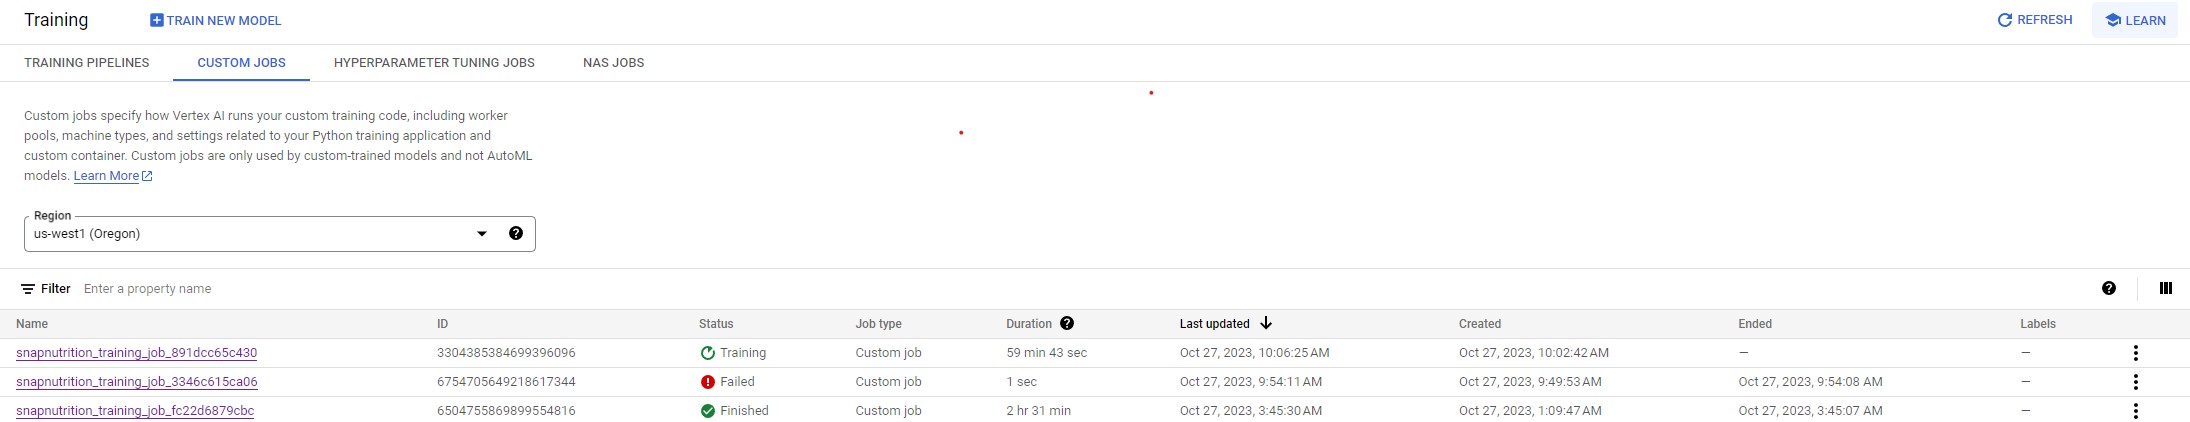 Training TRAIN NEW MODEL REFRESH LEARN
TRAINING PIPELINES CUSTOM JOBS HYPERPARAMETER TUNING JOBS NAS JOBS
Custom jobs specify how Vertex AI runs your custom training code, including worker
pools, machine types, and settings related to your Python training application and
custom container. Custom jobs are only used by custom-trained models and not AutoML
models. Learn More
Region
us-west1 (Oregon)
Filter Enter a property name
Name ID Status Job type Duration Last updated Created Ended Labels
snapnutrition_training_job_891dcc65c430 3304385384699396096 Training Custom job 59 min 43 sec Oct 27, 2023, 10:06:25 AM Oct 27, 2023, 10:02:42 AM — —
snapnutrition_training_job_3346c615ca06 6754705649218617344 Failed Custom job 1 sec Oct 27, 2023, 9:54:11 AM Oct 27, 2023, 9:49:53 AM Oct 27, 2023, 9:54:08 AM —
snapnutrition_training_job_fc22d6879cbc 6504755869899554816 Finished Custom job 2 hr 31 min Oct 27, 2023, 3:45:30 AM Oct 27, 2023, 1:09:47 AM Oct 27, 2023, 3:45:07 AM —